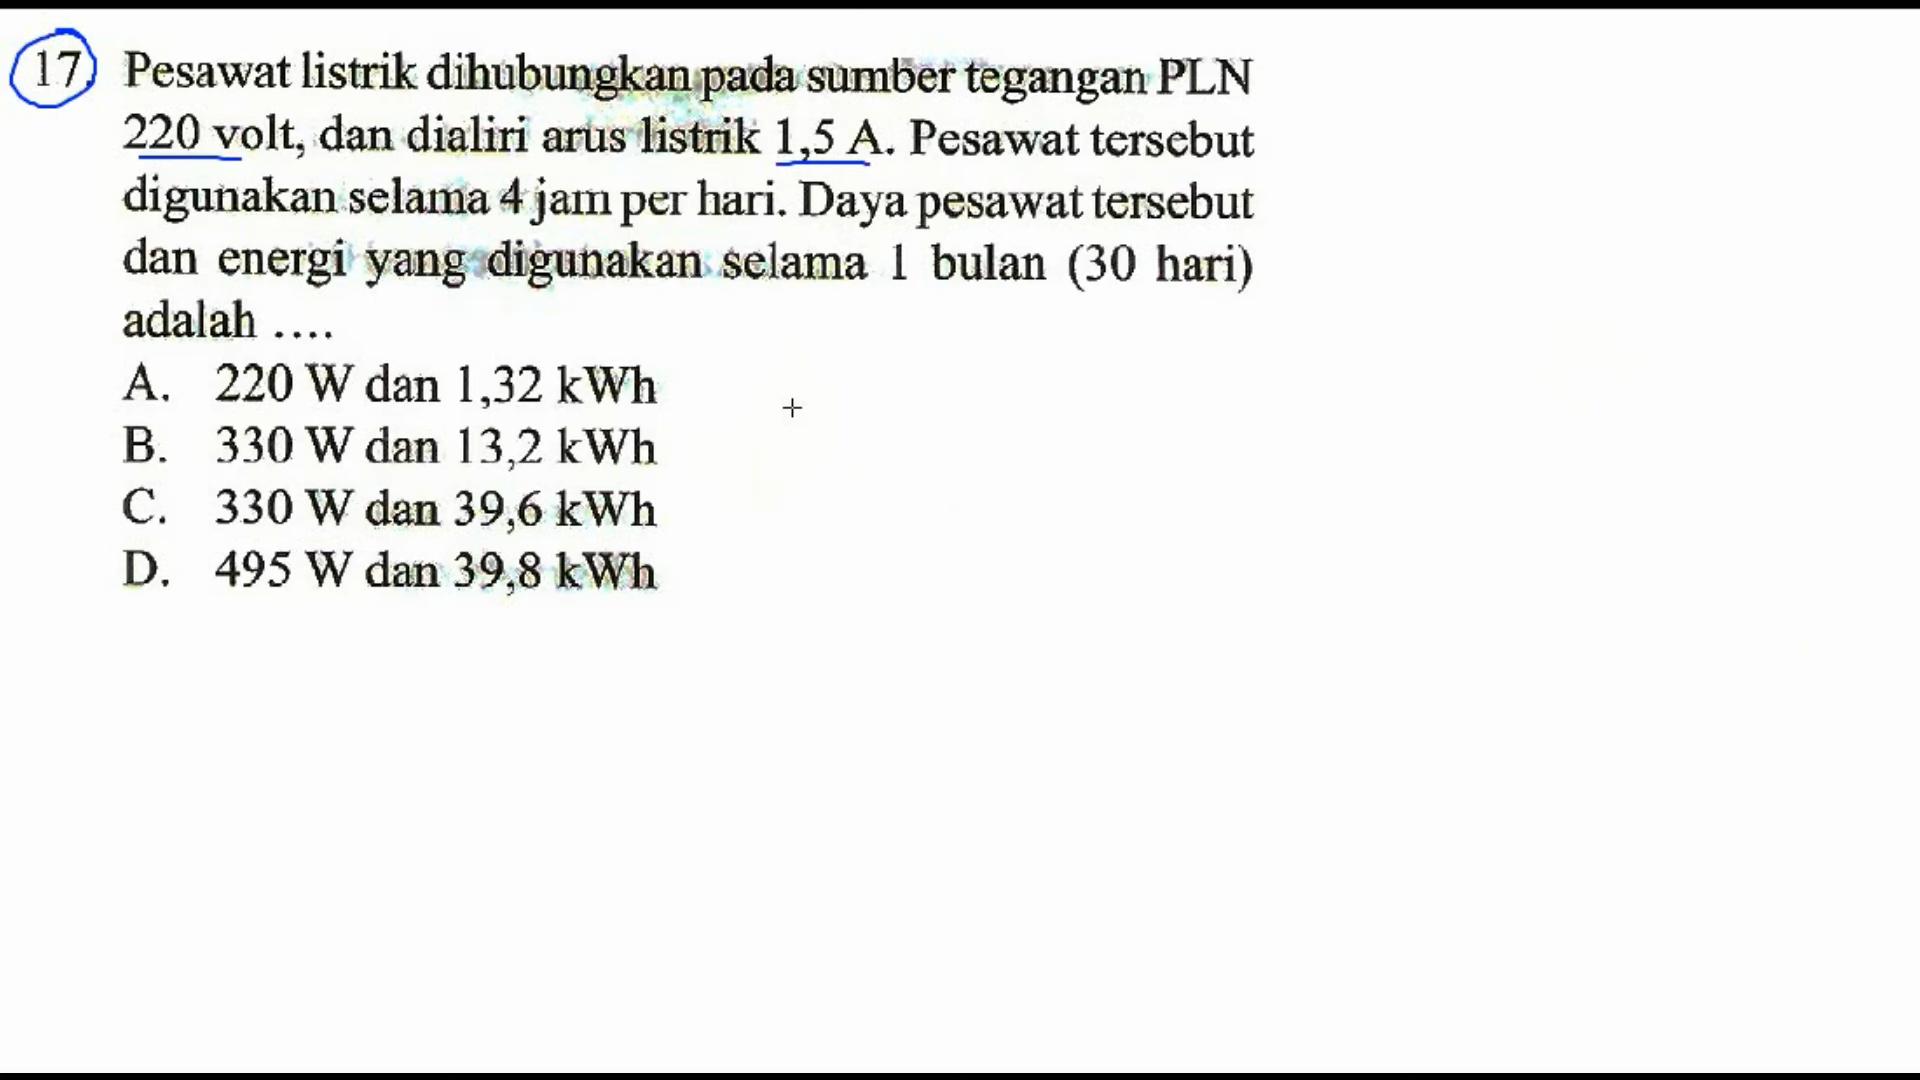 17. Pesawat listrik dihubungkan pada sumber tegangan PLN
220 volt, dan dialiri arus listrik 1,5 A. Pesawat tersebut
digunakan selama 4 jam per hari. Daya pesawat tersebut
dan energi yang digunakan selama 1 bulan (30 hari)
adalah ....
A. 220 W dan 1,32 kWh
B. 330 W dan 13,2 kWh
C. 330 W dan 39,6 kWh
D. 495 W dan 39,8 kWh